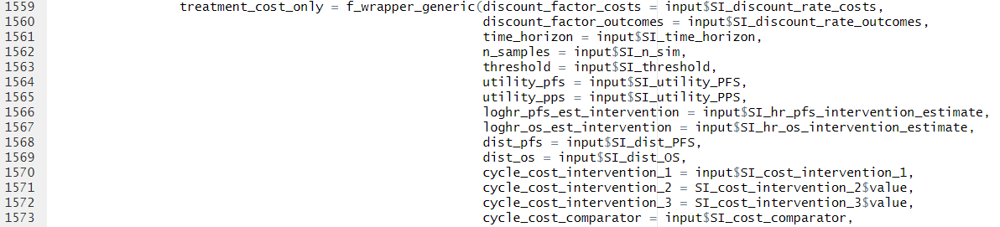 1559 treatment_cost_only = f_wrapper_generic(discount_factor_costs = input$SI_discount_rate_costs,
1560 discount_factor_outcomes = input$SI_discount_rate_outcomes,
1561 time_horizon = input$SI_time_horizon,
1562 n_samples = input$SI_n_sim,
1563 threshold = input$SI_threshold,
1564 utility_pfs = input$SI_utility_PFS,
1565 utility_pps = input$SI_utility_PPS,
1566 loghr_pfs_est_intervention = input$SI_hr_pfs_intervention_estimate,
1567 loghr_os_est_intervention = input$SI_hr_os_intervention_estimate,
1568 dist_pfs = input$SI_dist_PFS,
1569 dist_os = input$SI_dist_OS,
1570 cycle_cost_intervention_1 = input$SI_cost_intervention_1,
1571 cycle_cost_intervention_2 = SI_cost_intervention_2$value,
1572 cycle_cost_intervention_3 = SI_cost_intervention_3$value,
1573 cycle_cost_comparator = input$SI_cost_comparator,